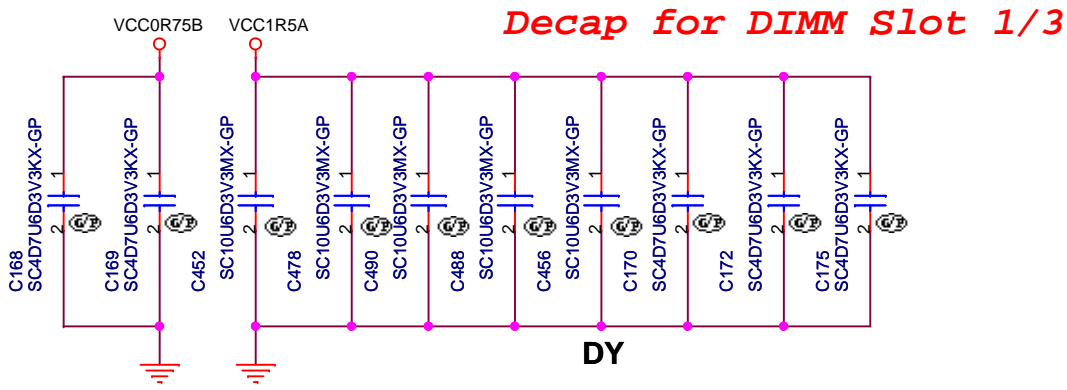 Decap for DIMM Slot 1/3
VCC0R75B
VCC1R5A
C168
SC4D7U6D3V3KX-GP
1
2
G/P
C169
SC4D7U6D3V3KX-GP
1
2
G/P
C452
SC10U6D3V3MX-GP
1
2
G/P
C478
SC10U6D3V3MX-GP
1
2
G/P
C490
SC10U6D3V3MX-GP
1
2
G/P
C488
SC10U6D3V3MX-GP
1
2
G/P
C456
SC10U6D3V3MX-GP
1
2
G/P
C170
SC4D7U6D3V3KX-GP
1
2
G/P
C172
SC4D7U6D3V3KX-GP
1
2
G/P
C175
SC4D7U6D3V3KX-GP
1
2
G/P
DY